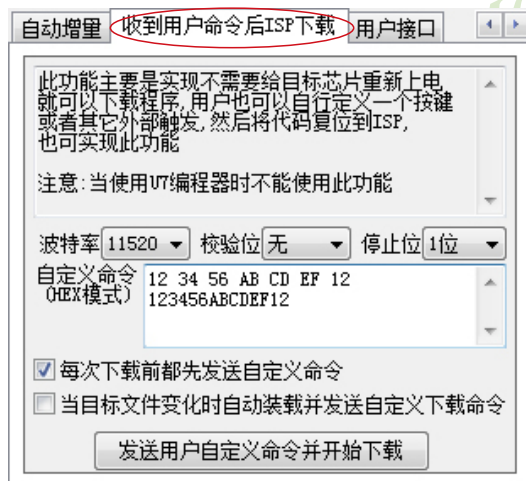 自动增量 收到用户命令后ISP下载 用户接口
此功能主要是实现不需要给目标芯片重新上电,
就可以下载程序,用户也可以自行定义一个按键
或者其它外部触发,然后将代码复位到ISP,
也可实现此功能
注意:当使用U7编程器时不能使用此功能
波特率 11520 校验位 无 停止位 1位
自定义命令
(HEX模式)
12 34 56 AB CD EF 12
123456ABCDEF12
每次下载前都先发送自定义命令
当目标文件变化时自动装载并发送自定义下载命令
发送用户自定义命令并开始下载